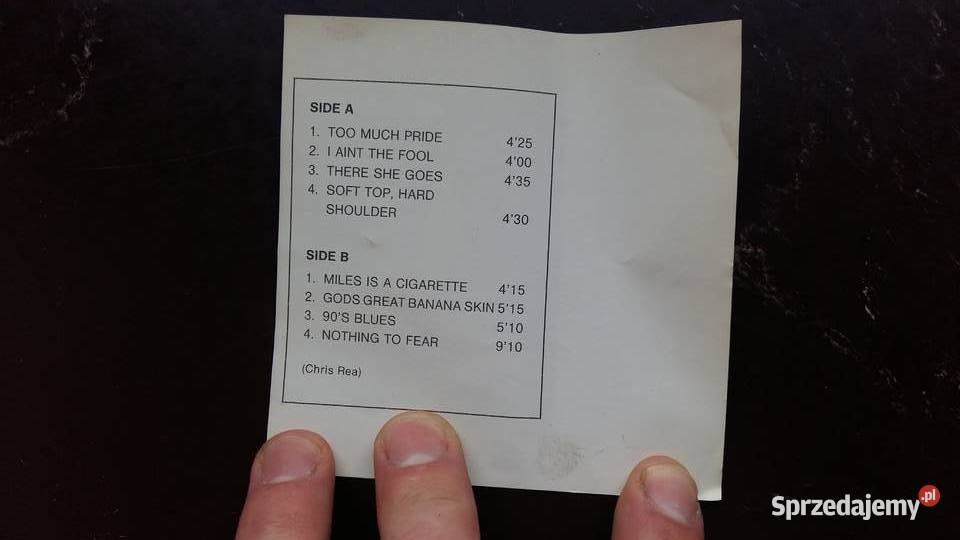 SIDE A
1. TOO MUCH PRIDE 4'25
2. I AINT THE FOOL 4'00
3. THERE SHE GOES 4'35
4. SOFT TOP, HARD
SHOULDER 4'30
SIDE B
1. MILES IS A CIGARETTE 4'15
2. GODS GREAT BANANA SKIN 5'15
3. 90'S BLUES 5'10
4. NOTHING TO FEAR 9'10
(Chris Rea)
Sprzedajemy.pl